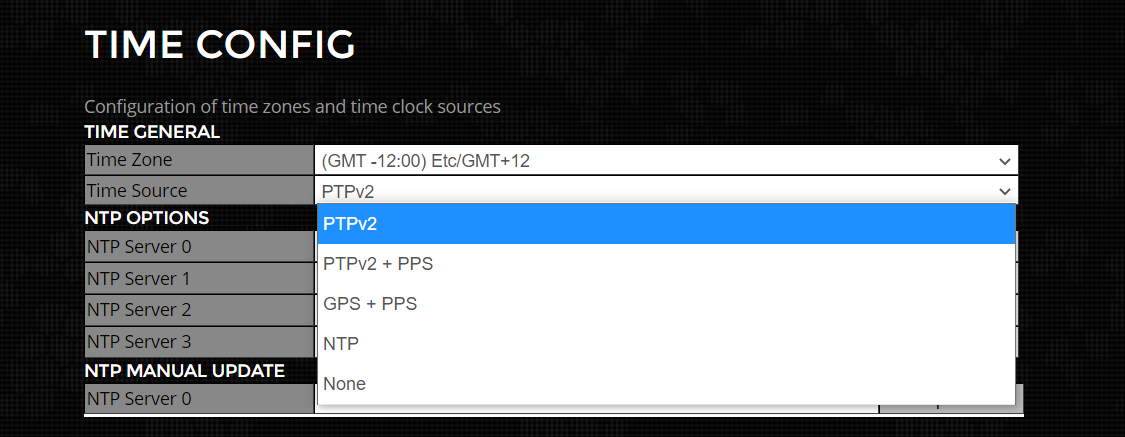 TIME CONFIG
Configuration of time zones and time clock sources
TIME GENERAL
Time Zone (GMT -12:00) Etc/GMT+12
Time Source PTPv2
NTP OPTIONS
PTPv2
NTP Server 0
PTPv2 + PPS
NTP Server 1
GPS + PPS
NTP Server 2
NTP Server 3
NTP
NTP MANUAL UPDATE
None
NTP Server 0